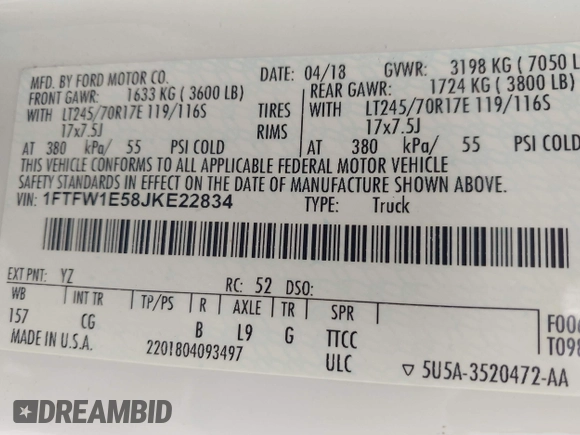 MFD. BY FORD MOTOR CO.
DATE: 04/18 GVWR: 3198 KG ( 7050 L
FRONT GAWR: 1633 KG ( 3600 LB)
REAR GAWR: 1724 KG ( 3800 LB)
WITH LT245/70R17E 119/116S TIRES WITH LT245/70R17E 119/116S
17x7.5J RIMS 17x7.5J
AT 380 kPa/ 55 PSI COLD AT 380 kPa/ 55 PSI COLD
THIS VEHICLE CONFORMS TO ALL APPLICABLE FEDERAL MOTOR VEHICLE
SAFETY STANDARDS IN EFFECT ON THE DATE OF MANUFACTURE SHOWN ABOVE.
VIN: 1FTFW1E58JKE22834 TYPE: Truck
EXT PNT: YZ RC: 52 DSO:
WB INT TR TP/PS R AXLE TR SPR
157 CG B L9 G TTCC F006
MADE IN U.S.A. 2201804093497 ULC T098
▽ 5U5A-3520472-AA
DREAMBID